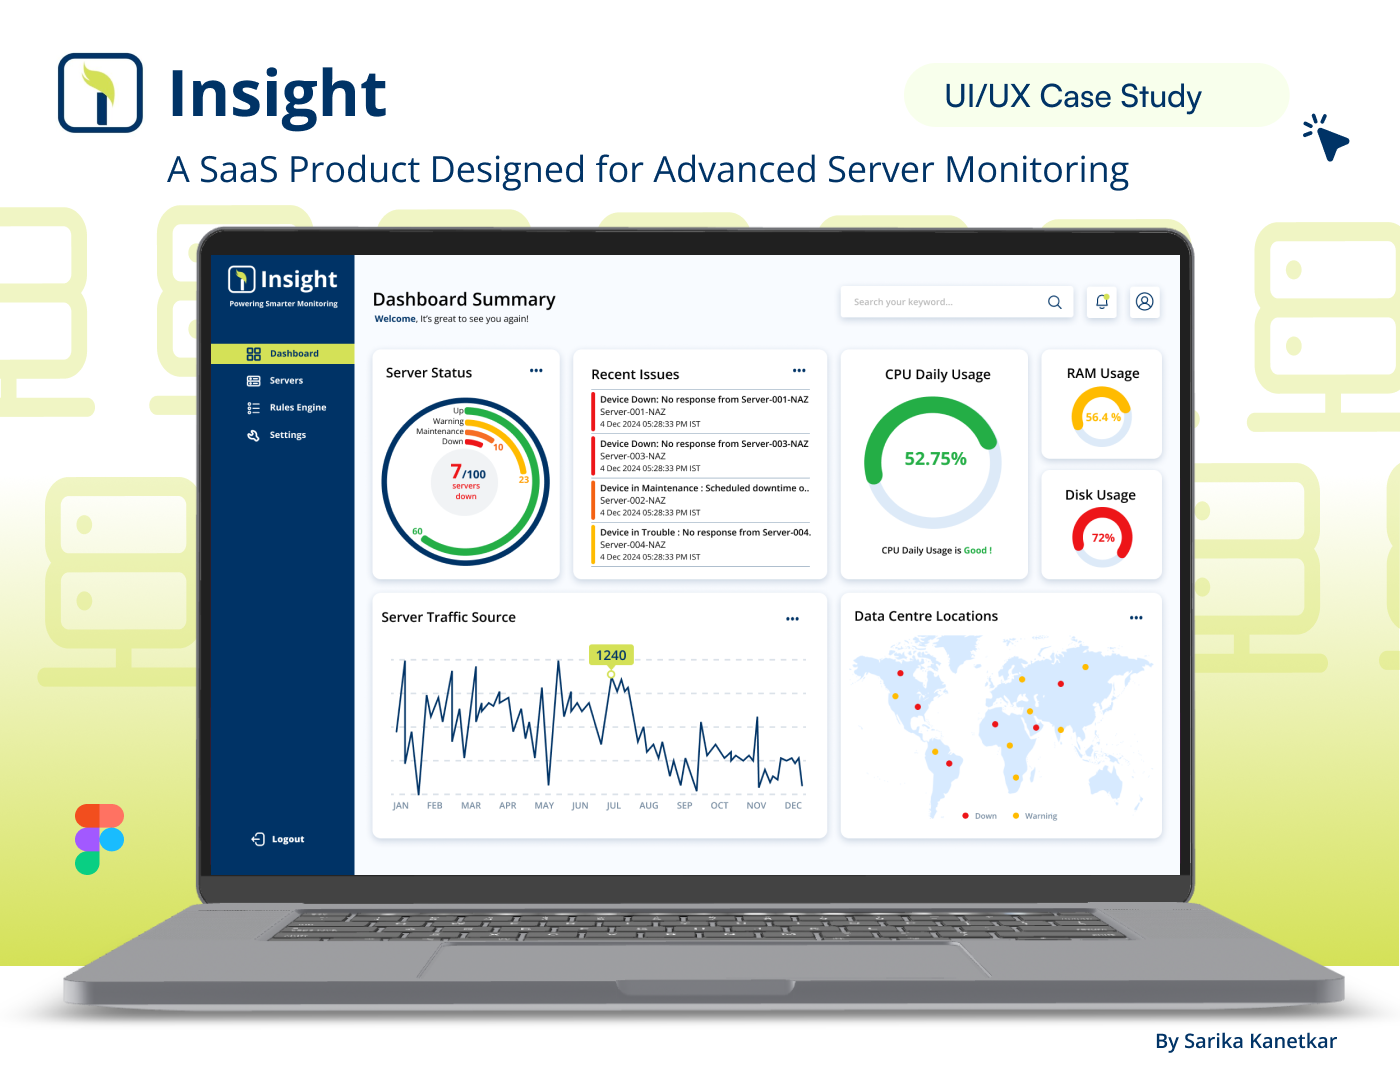 Insight
UI/UX Case Study
A SaaS Product Designed for Advanced Server Monitoring
Insight
Powering Smarter Monitoring
Dashboard
Servers
Rules Engine
Settings
Logout
Dashboard Summary
Welcome, It's great to see you again!
Search your keyword...
Server Status
Up
Warning
Maintenance
Down
10
23
60
7/100
servers
down
Recent Issues
Device Down: No response from Server-001-NAZ
Server-001-NAZ
4 Dec 2024 05:28:33 PM IST
Device Down: No response from Server-003-NAZ
Server-003-NAZ
4 Dec 2024 05:28:33 PM IST
Device in Maintenance : Scheduled downtime o..
Server-002-NAZ
4 Dec 2024 05:28:33 PM IST
Device in Trouble : No response from Server-004.
Server-004-NAZ
4 Dec 2024 05:28:33 PM IST
CPU Daily Usage
52.75%
CPU Daily Usage is Good !
RAM Usage
56.4 %
Disk Usage
72%
Server Traffic Source
1240
JAN FEB MAR APR MAY JUN JUL AUG SEP OCT NOV DEC
Data Centre Locations
Down Warning
By Sarika Kanetkar